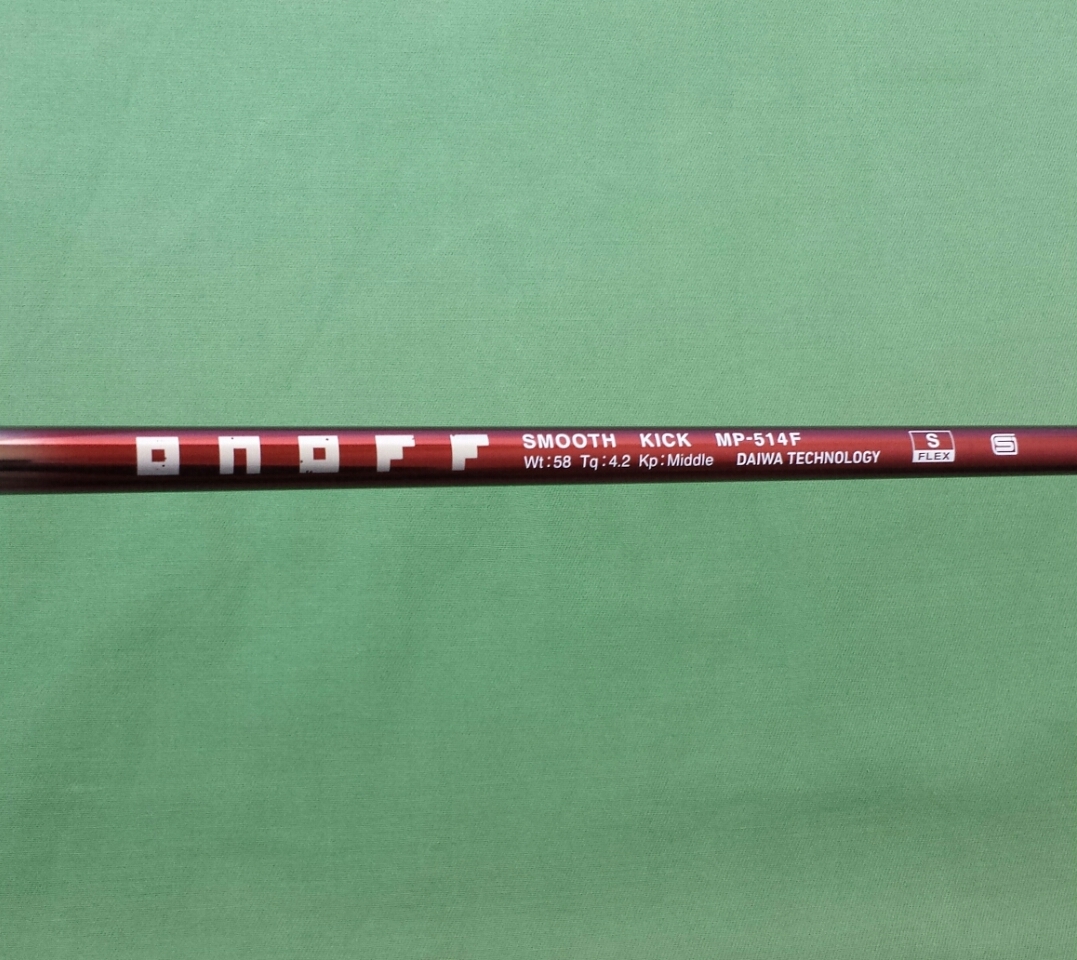 ONOFF
SMOOTH KICK MP-514F
Wt:58 Tq:4.2 Kp:Middle DAIWA TECHNOLOGY
S
FLEX